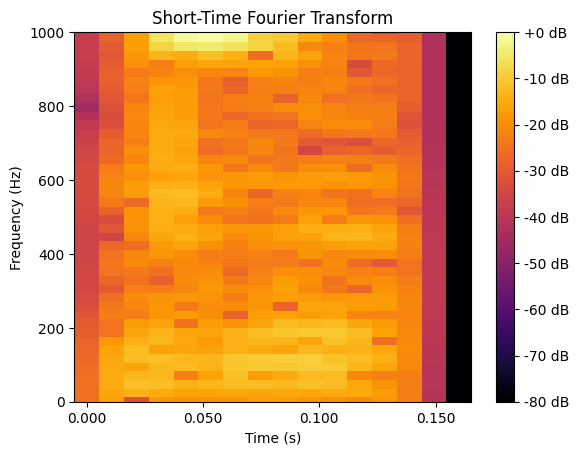 Short-Time Fourier Transform
1000
800
600
400
200
0
Frequency (Hz)
0.000
0.050
0.100
0.150
Time (s)
+0 dB
-10 dB
-20 dB
-30 dB
-40 dB
-50 dB
-60 dB
-70 dB
-80 dB